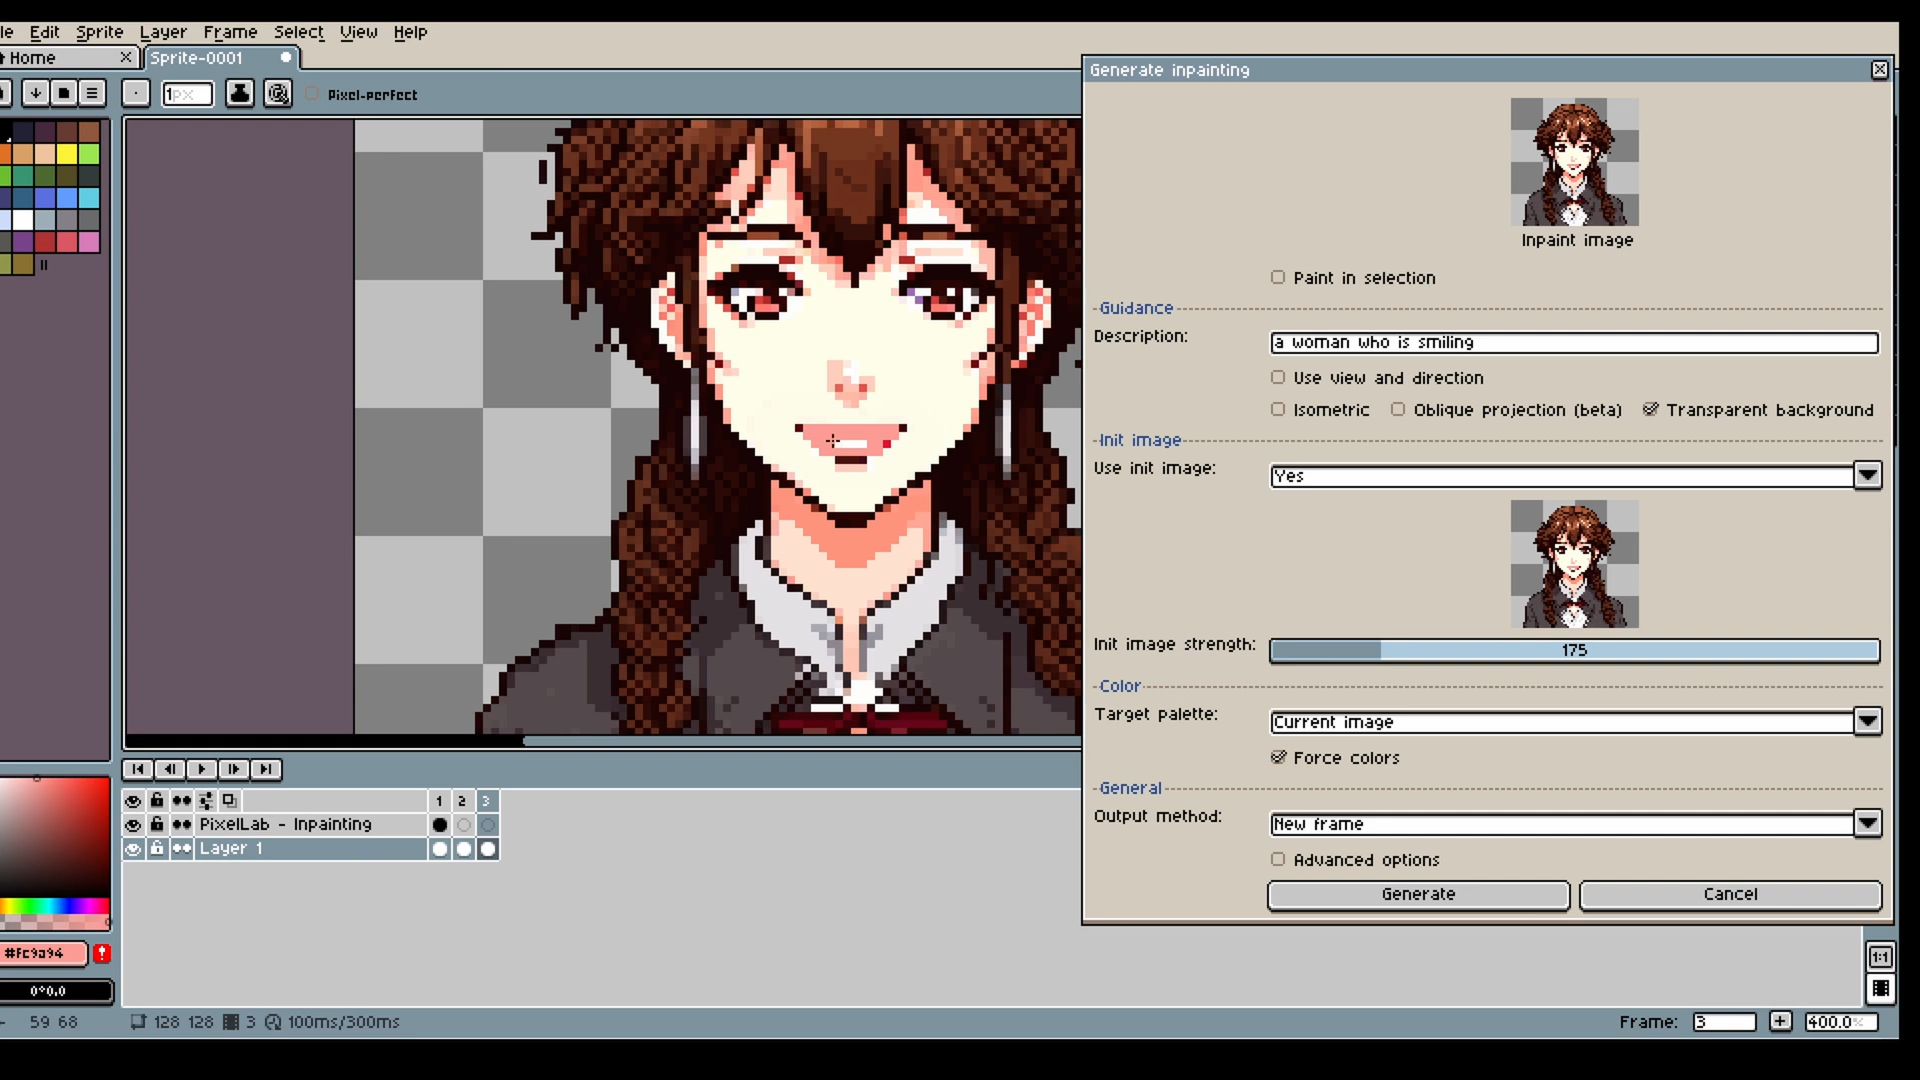 le Edit Sprite Layer Frame Select View Help
Home Sprite-0001
1px Pixel-perfect
Generate inpainting
Inpaint image
Paint in selection
Guidance
Description: a woman who is smiling
Use view and direction
Isometric Oblique projection (beta) Transparent background
Init image
Use init image: Yes
Init image strength: 175
Color
Target palette: Current image
Force colors
General
Output method: New frame
Advanced options
Generate Cancel
1 2 3
PixelLab - Inpainting
Layer 1
#fc9a94
1:1
59 68 128 128 3 100ms/300ms Frame: 3 400.0%